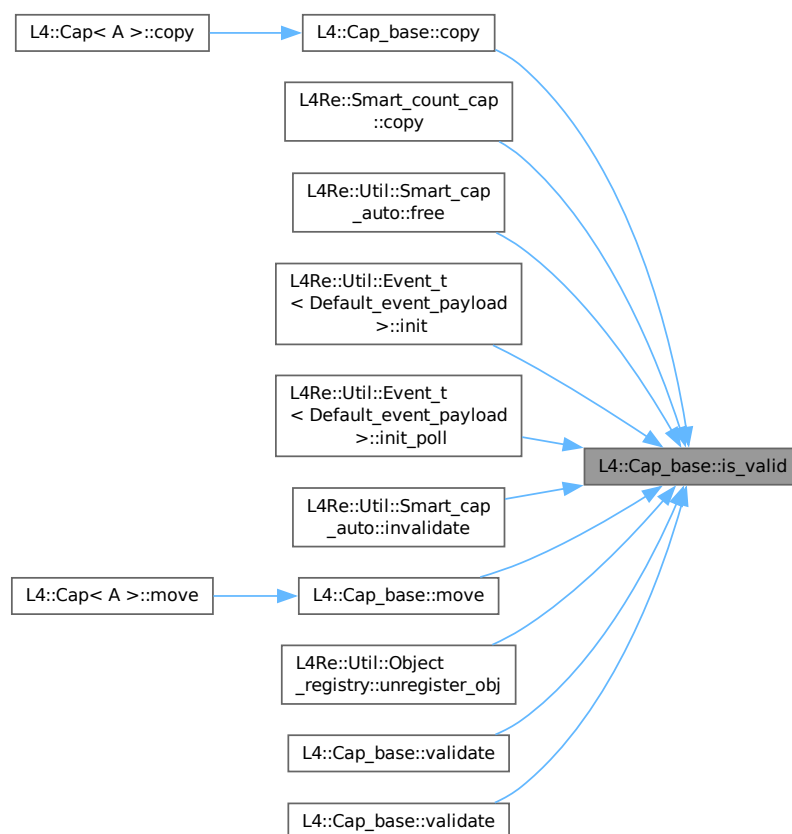 L4::Cap< A >::copy
L4::Cap_base::copy
L4Re::Smart_count_cap
::copy
L4Re::Util::Smart_cap
_auto::free
L4Re::Util::Event_t
< Default_event_payload
>::init
L4Re::Util::Event_t
< Default_event_payload
>::init_poll
L4::Cap_base::is_valid
L4Re::Util::Smart_cap
_auto::invalidate
L4::Cap< A >::move
L4::Cap_base::move
L4Re::Util::Object
_registry::unregister_obj
L4::Cap_base::validate
L4::Cap_base::validate